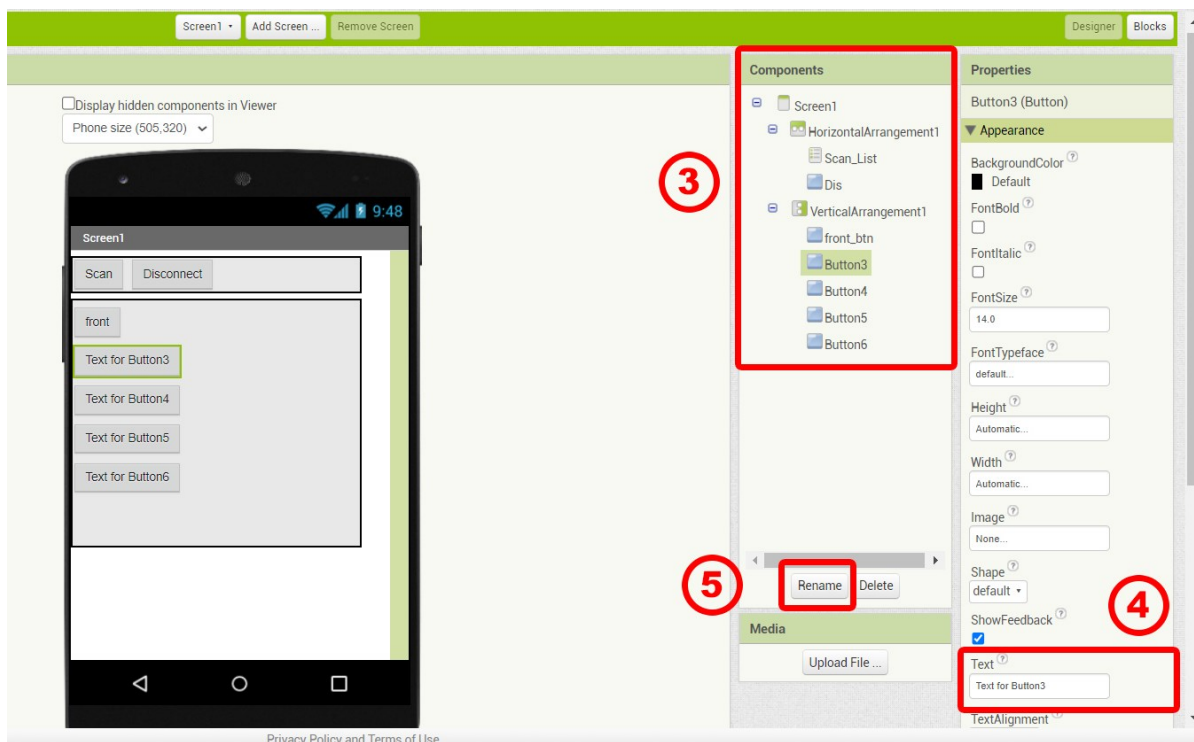 Screen1 Add Screen ... Remove Screen Designer Blocks
Display hidden components in Viewer
Phone size (505,320)
9:48
Screen1
Scan Disconnect
front
Text for Button3
Text for Button4
Text for Button5
Text for Button6
3
Components
Screen1
HorizontalArrangement1
Scan_List
Dis
VerticalArrangement1
front_btn
Button3
Button4
Button5
Button6
5
Rename Delete
Media
Upload File ...
Properties
Button3 (Button)
Appearance
BackgroundColor ?
Default
FontBold ?
FontItalic ?
FontSize ?
14.0
FontTypeface ?
default...
Height ?
Automatic...
Width ?
Automatic...
Image ?
None...
Shape ?
default
ShowFeedback ?
4
Text ?
Text for Button3
TextAlignment ?
Privacy Policy and Terms of Use